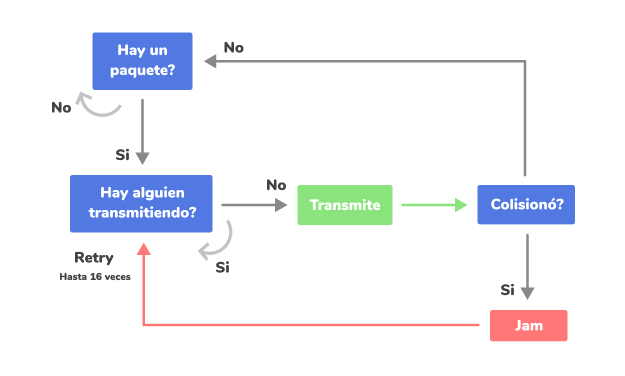 Hay un
paquete?
No
No
Si
Hay alguien
transmitiendo?
No
Transmite
Colisionó?
Si
Retry
Hasta 16 veces
Si
Jam